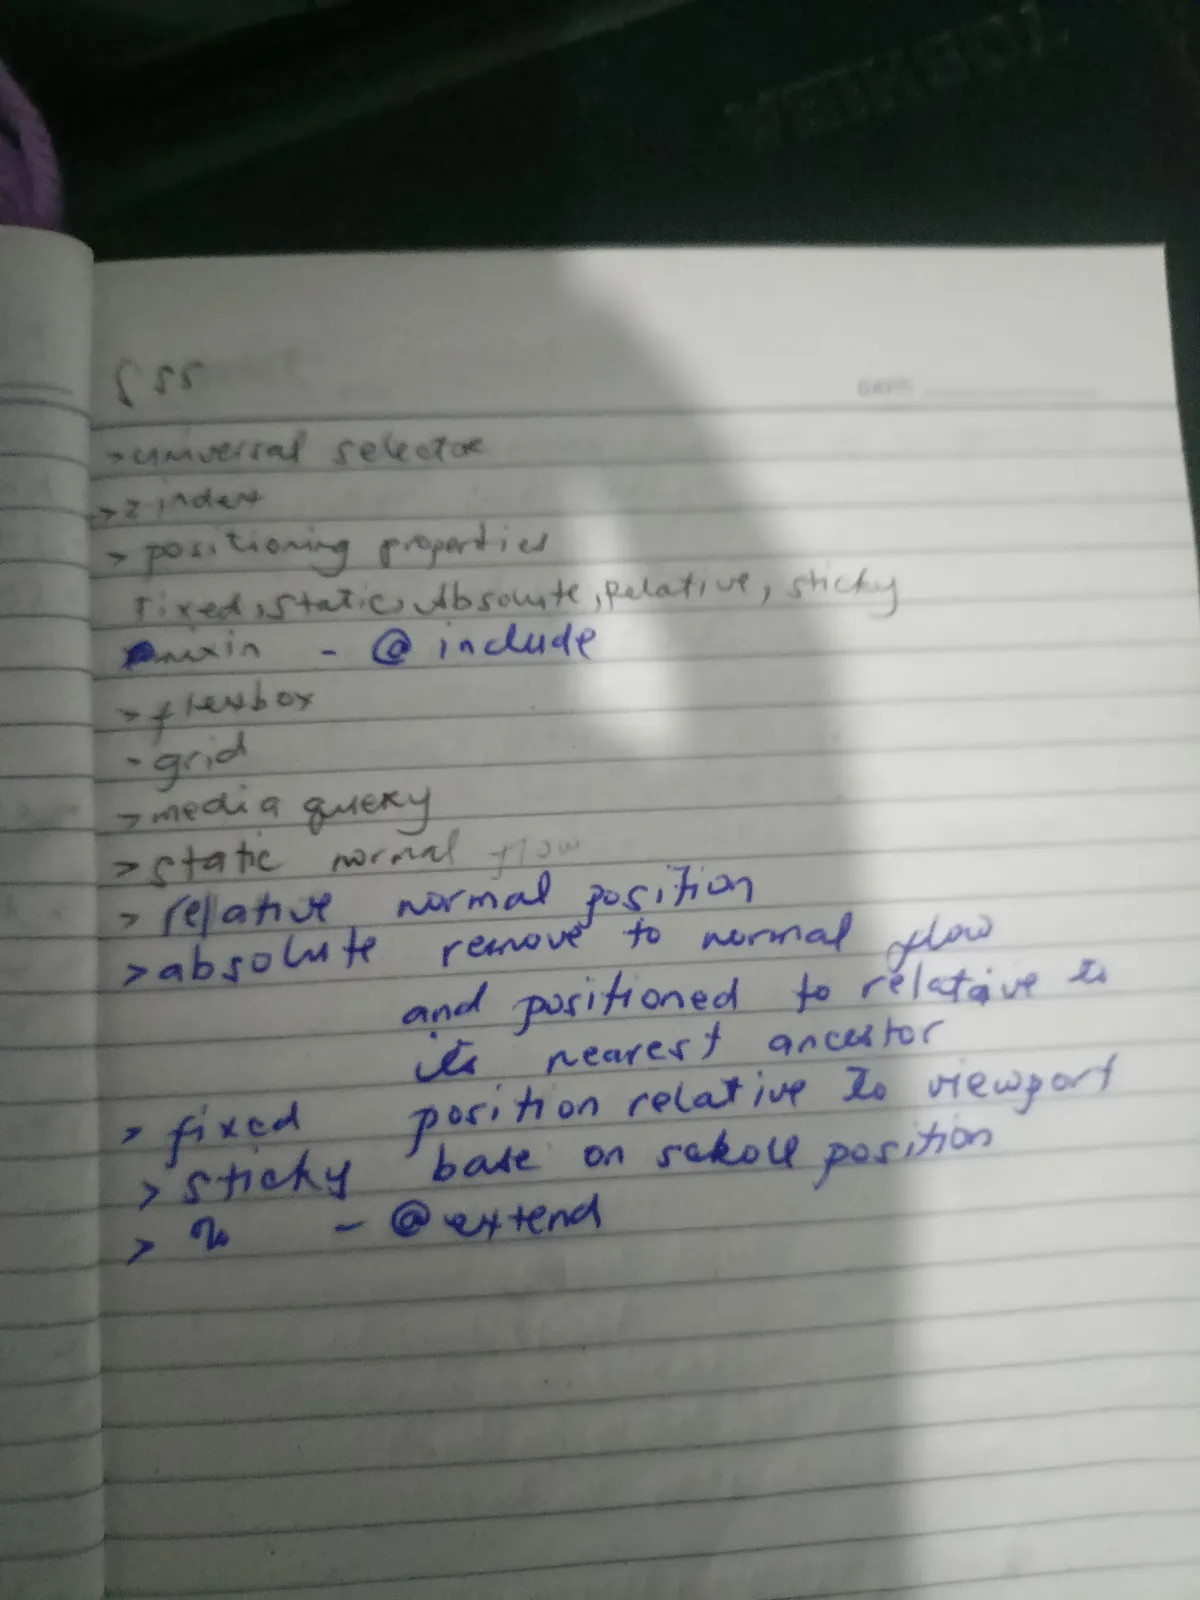 CSS
DATE:
> universal selector
-> z-index
> positioning properties
Fixed, Static, Absolute, Relative, sticky
mixin - @ include
-> flexbox
- grid
> media query
> static normal flow
> relative normal position
> absolute remove to normal flow
and positioned to relative to
its nearest ancestor
> fixed position relative to viewport
> sticky base on scroll position
> % - @ extend